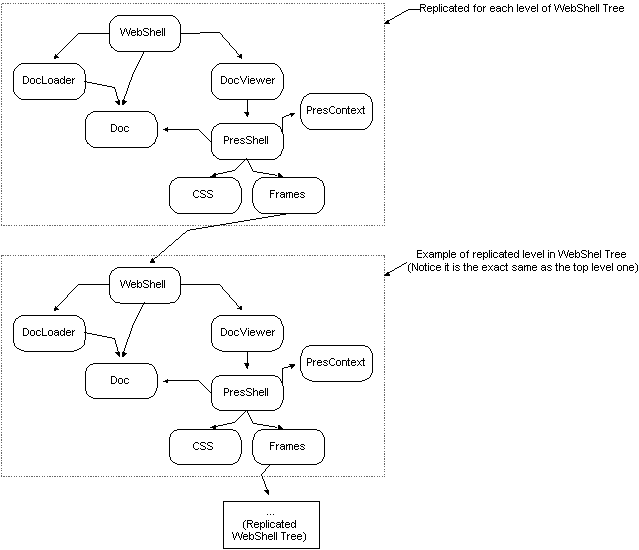 Replicated for each level of WebShell Tree
WebShell
DocLoader
DocViewer
PresContext
Doc
PresShell
CSS
Frames
Example of replicated level in WebShel Tree
(Notice it is the exact same as the top level one)
WebShell
DocLoader
DocViewer
PresContext
Doc
PresShell
CSS
Frames
...
(Replicated
WebShell Tree)